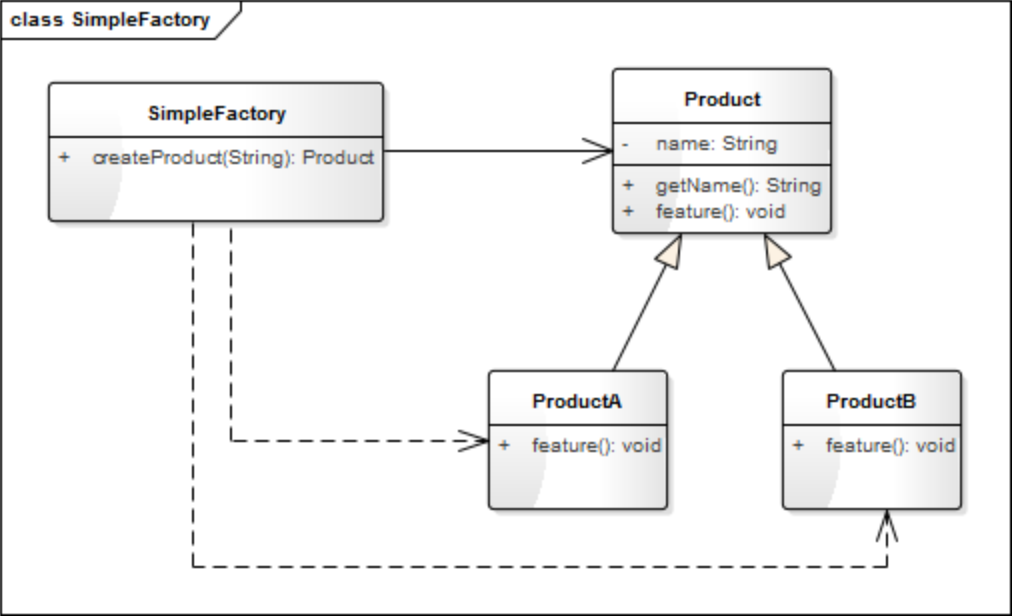 class SimpleFactory
SimpleFactory
+ createProduct(String): Product
Product
- name: String
+ getName(): String
+ feature(): void
ProductA
+ feature(): void
ProductB
+ feature(): void